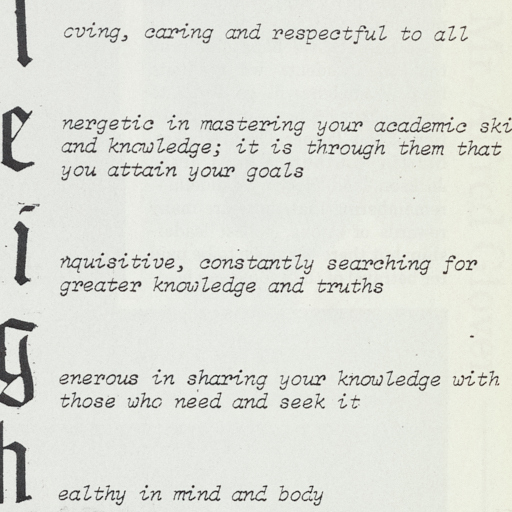 l oving, caring and respectful to all
e nergetic in mastering your academic ski
and knowledge; it is through them that
you attain your goals
i nquisitive, constantly searching for
greater knowledge and truths
g enerous in sharing your knowledge with
those who need and seek it
h ealthy in mind and body